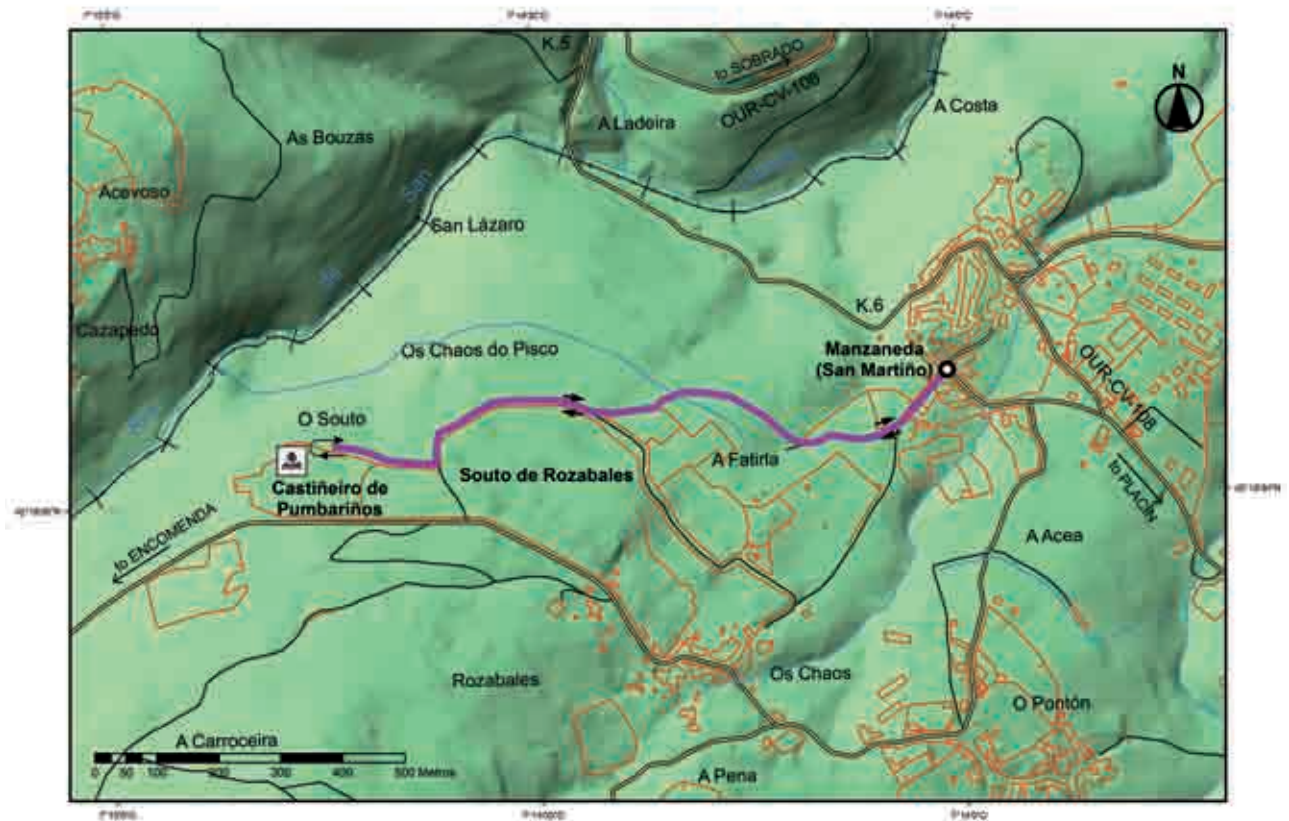 K.5
to SOBRADO
OUR-CV-108
A Ladeira
A Costa
N
As Bouzas
Acevoso
San
San Lázaro
K.6
Cazapedo
Os Chaos do Pisco
Manzaneda
(San Martiño)
OUR-CV-108
O Souto
A Fatirla
Souto de Rozabales
Castiñeiro de
Pumbariños
to PLACÍN
to ENCOMENDA
A Acea
Rozabales
Os Chaos
O Pontón
A Carroceira
0 50 100 200 300 400 500 Metros
A Pena